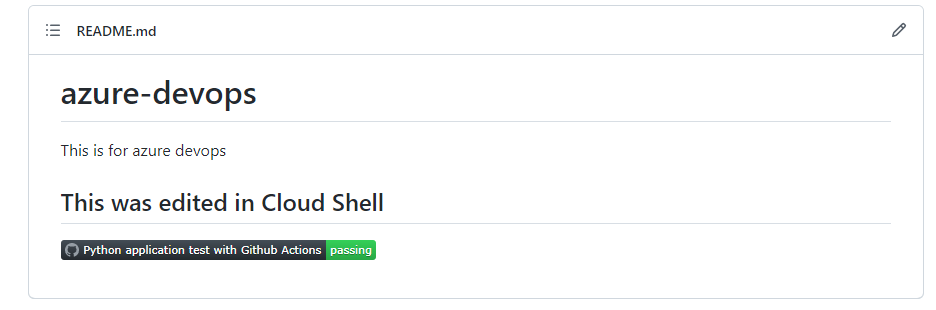 README.md
azure-devops
This is for azure devops
This was edited in Cloud Shell
Python application test with Github Actions passing